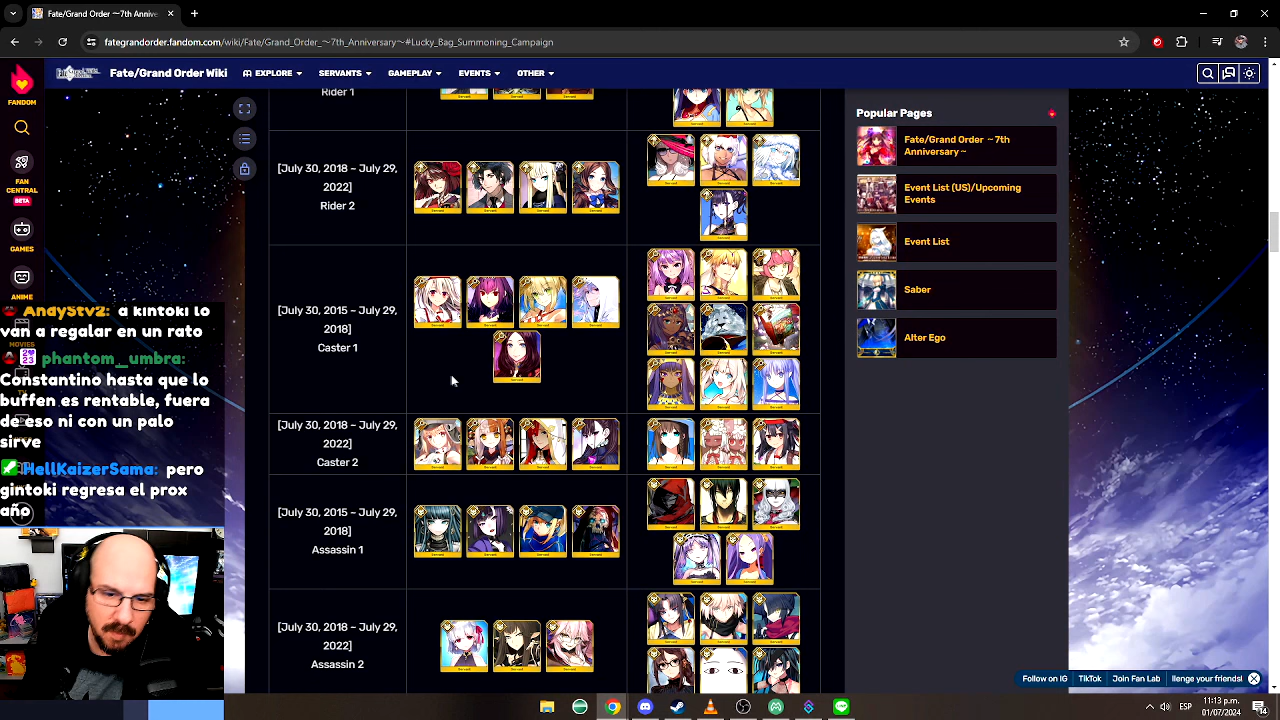 Fate/Grand Order ～7th Annive
fategrandorder.fandom.com/wiki/Fate/Grand_Order_～7th_Anniversary～#Lucky_Bag_Summoning_Campaign
Fate/Grand Order Wiki
EXPLORE
SERVANTS
GAMEPLAY
EVENTS
OTHER
FANDOM
FAN CENTRAL
BETA
GAMES
ANIME
MOVIES
TV
AndyStv2: a kintoki lo
van a regalar en un rato
phantom_umbra:
Constantino hasta que lo
buffen es rentable, fuera
de eso ni con un palo
sirve
HellKaizerSama: pero
gintoki regresa el prox
año
Rider 1
[July 30, 2018 ~ July 29,
2022]
Rider 2
[July 30, 2015 ~ July 29,
2018]
Caster 1
[July 30, 2018 ~ July 29,
2022]
Caster 2
[July 30, 2015 ~ July 29,
2018]
Assassin 1
[July 30, 2018 ~ July 29,
2022]
Assassin 2
Popular Pages
Fate/Grand Order ～7th
Anniversary～
Event List (US)/Upcoming
Events
Event List
Saber
Alter Ego
Follow on IG
TikTok
Join Fan Lab
llenge your friends!
ESP
11:13 p.m.
01/07/2024